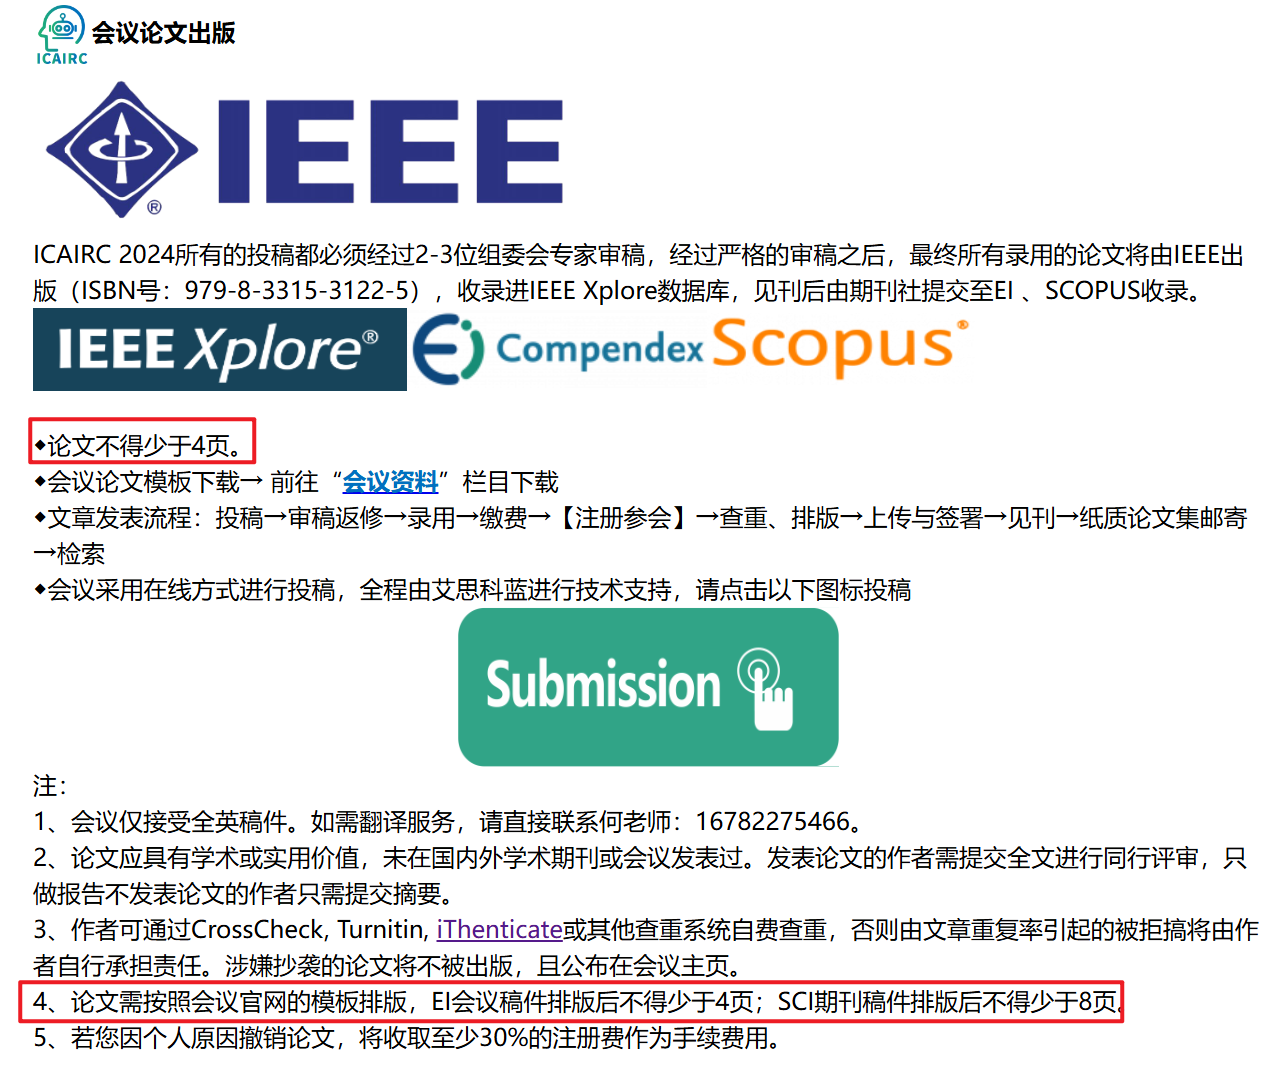 ICAIRC
会议论文出版
IEEE
®
ICAIRC 2024所有的投稿都必须经过2-3位组委会专家审稿，经过严格的审稿之后，最终所有录用的论文将由IEEE出
版（ISBN号：979-8-3315-3122-5），收录进IEEE Xplore数据库，见刊后由期刊社提交至EI 、SCOPUS收录。
IEEE Xplore® Ei Compendex Scopus®
◆论文不得少于4页。
◆会议论文模板下载→ 前往“会议资料”栏目下载
◆文章发表流程：投稿→审稿返修→录用→缴费→【注册参会】→查重、排版→上传与签署→见刊→纸质论文集邮寄
→检索
◆会议采用在线方式进行投稿，全程由艾思科蓝进行技术支持，请点击以下图标投稿
Submission
注：
1、会议仅接受全英稿件。如需翻译服务，请直接联系何老师：16782275466。
2、论文应具有学术或实用价值，未在国内外学术期刊或会议发表过。发表论文的作者需提交全文进行同行评审，只
做报告不发表论文的作者只需提交摘要。
3、作者可通过CrossCheck, Turnitin, iThenticate或其他查重系统自费查重，否则由文章重复率引起的被拒搞将由作
者自行承担责任。涉嫌抄袭的论文将不被出版，且公布在会议主页。
4、论文需按照会议官网的模板排版，EI会议稿件排版后不得少于4页；SCI期刊稿件排版后不得少于8页。
5、若您因个人原因撤销论文，将收取至少30%的注册费作为手续费用。